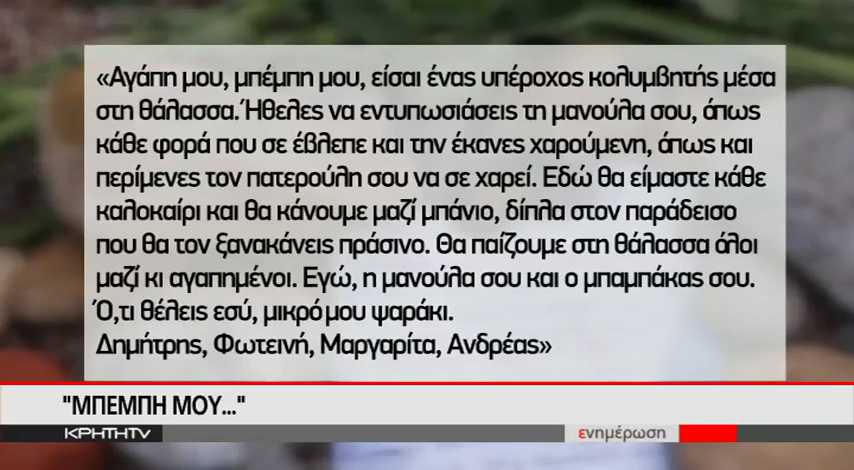 «Αγάπη μου, μπέμπη μου, είσαι ένας υπέροχος κολυμβητής μέσα
στη θάλασσα. Ήθελες να εντυπωσιάσεις τη μανούλα σου, όπως
κάθε φορά που σε έβλεπε και την έκανες χαρούμενη, όπως και
περίμενες τον πατερούλη σου να σε χαρεί. Εδώ θα είμαστε κάθε
καλοκαίρι και θα κάνουμε μαζί μπάνιο, δίπλα στον παράδεισο
που θα τον ξανακάνεις πράσινο. Θα παίζουμε στη θάλασσα όλοι
μαζί κι αγαπημένοι. Εγώ, η μανούλα σου και ο μπαμπάκας σου.
Ό,τι θέλεις εσύ, μικρό μου ψαράκι.
Δημήτρης, Φωτεινή, Μαργαρίτα, Ανδρέας»
"ΜΠΕΜΠΗ ΜΟΥ..."
ΚΡΗΤΗTV ενημέρωση